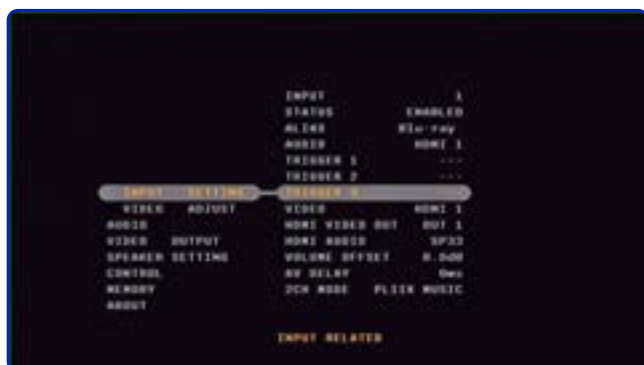 INPUT 1
STATUS ENABLED
ALIAS Blu-ray
AUDIO HDMI 1
TRIGGER 1 ---
TRIGGER 2 ---
INPUT SETTING
TRIGGER 3 ---
VIDEO ADJUST
VIDEO HDMI 1
AUDIO
HDMI VIDEO OUT OUT 1
VIDEO OUTPUT
HDMI AUDIO SP33
SPEAKER SETTING
VOLUME OFFSET 0.0dB
CONTROL
AV DELAY 0ms
MEMORY
2CH MODE PLIIX MUSIC
ABOUT
INPUT RELATED